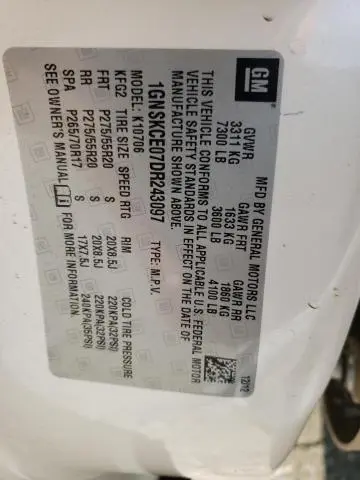 GM
MFD BY GENERAL MOTORS LLC
12/12
GVWR GAWR FRT GAWR RR
3311 KG 1633 KG 1860 KG
7300 LB 3600 LB 4100 LB
THIS VEHICLE CONFORMS TO ALL APPLICABLE U.S. FEDERAL MOTOR
VEHICLE SAFETY STANDARDS IN EFFECT ON THE DATE OF
MANUFACTURE SHOWN ABOVE.
1GNSKCE07DR243097 TYPE: M.P.V.
MODEL: K10706
KFG2 TIRE SIZE SPEED RTG RIM COLD TIRE PRESSURE
FRT P275/55R20 S 20X8.5J 220KPA(32PSI)
RR P275/55R20 S 20X8.5J 220KPA(32PSI)
SPA P265/70R17 S 17X7.5J 240KPA(35PSI)
SEE OWNER'S MANUAL FOR MORE INFORMATION.